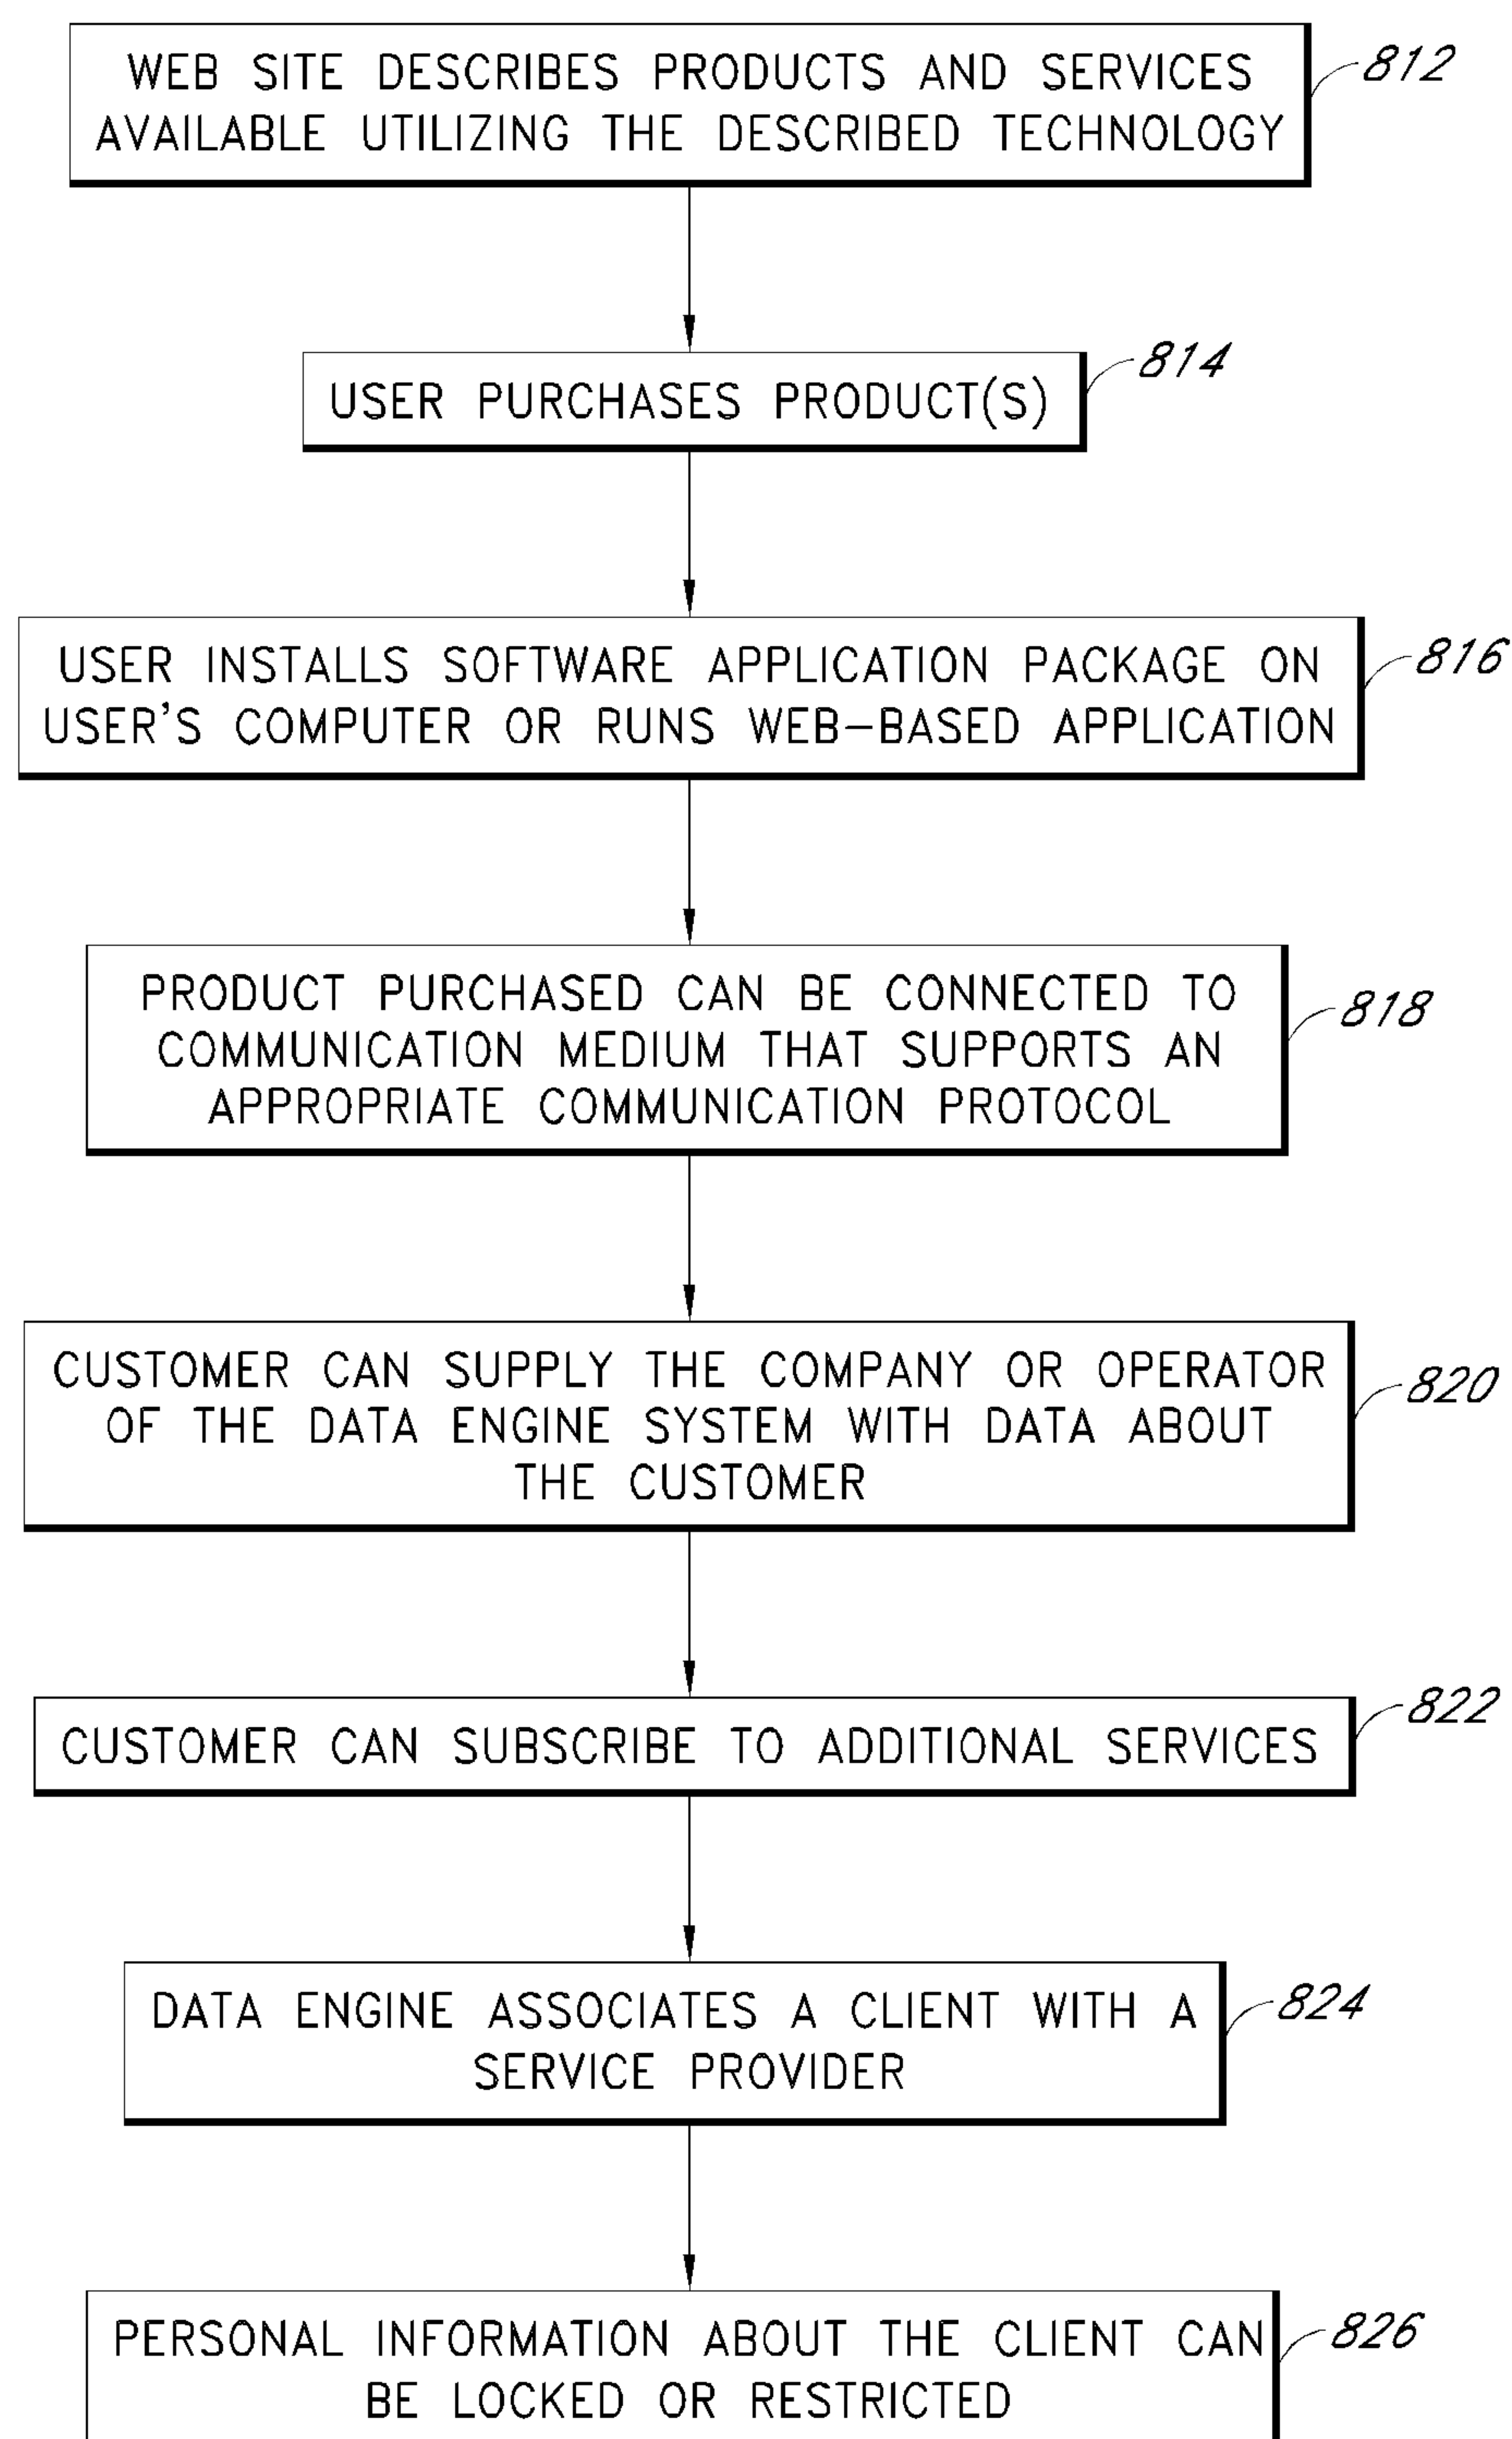 WEB SITE DESCRIBES PRODUCTS AND SERVICES
AVAILABLE UTILIZING THE DESCRIBED TECHNOLOGY
812
USER PURCHASES PRODUCT(S)
814
USER INSTALLS SOFTWARE APPLICATION PACKAGE ON
USER'S COMPUTER OR RUNS WEB-BASED APPLICATION
816
PRODUCT PURCHASED CAN BE CONNECTED TO
COMMUNICATION MEDIUM THAT SUPPORTS AN
APPROPRIATE COMMUNICATION PROTOCOL
818
CUSTOMER CAN SUPPLY THE COMPANY OR OPERATOR
OF THE DATA ENGINE SYSTEM WITH DATA ABOUT
THE CUSTOMER
820
CUSTOMER CAN SUBSCRIBE TO ADDITIONAL SERVICES
822
DATA ENGINE ASSOCIATES A CLIENT WITH A
SERVICE PROVIDER
824
PERSONAL INFORMATION ABOUT THE CLIENT CAN
BE LOCKED OR RESTRICTED
826